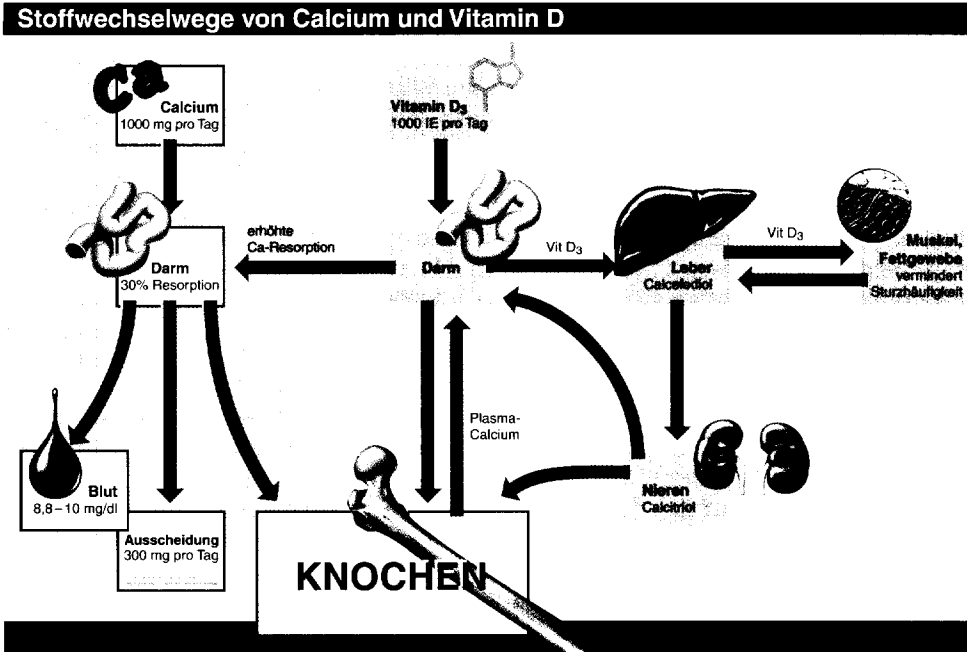 Stoffwechselwege von Calcium und Vitamin D
Ca
Calcium
1000 mg pro Tag
Vitamin D3
1000 IE pro Tag
erhöhte
Ca-Resorption
Darm
30% Resorption
Darm
Vit D3
Leber
Calcelediol
Vit D3
Muskel,
Fettgewebe
vermindert
Sturzhäufigkeit
Plasma-
Calcium
Blut
8,8–10 mg/dl
Ausscheidung
300 mg pro Tag
Nieren
Calcitriol
KNOCHEN